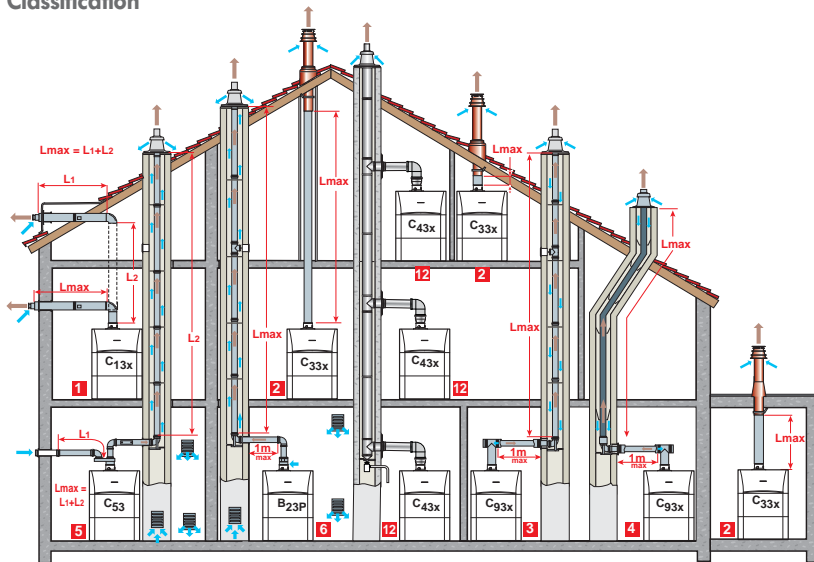 Classification
Lmax = L1+L2
L1
L2
Lmax
C13x
1
L2
Lmax
Lmax
2
C33x
C43x
12
Lmax
C33x
2
C43x
12
Lmax
Lmax
L1
Lmax =
L1+L2
C53
5
1m
max
B23P
6
12
C43x
1m
max
C93x
3
1m
max
4
C93x
Lmax
2
C33x